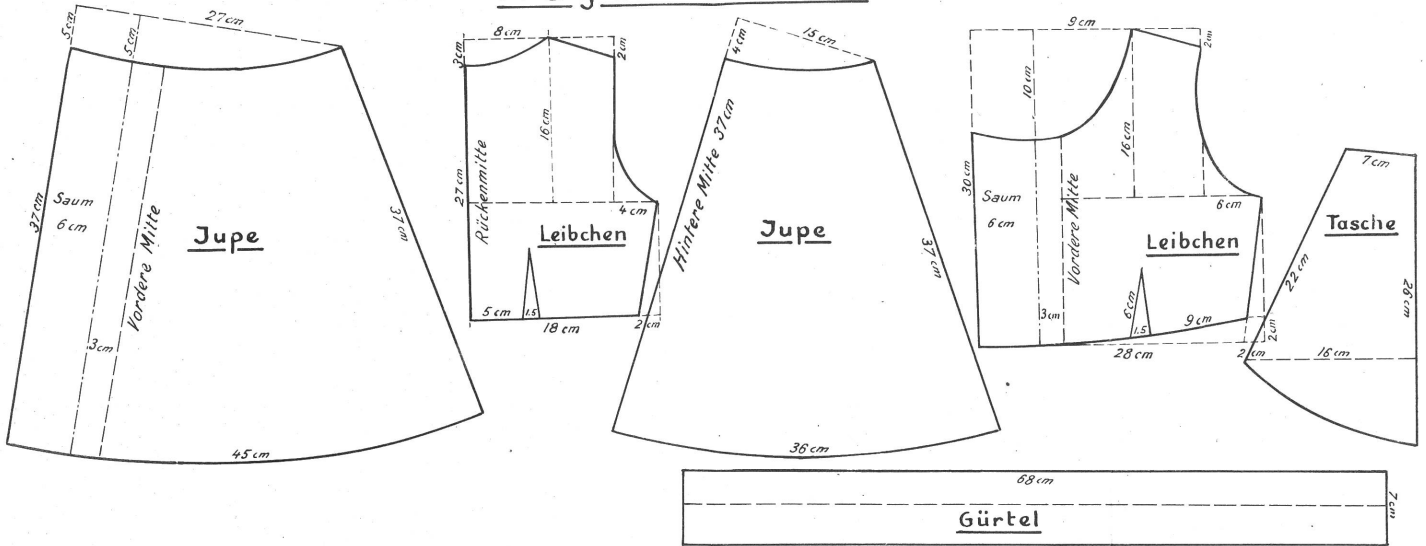 5cm
27cm
5cm
37cm
Saum
6cm
3cm
Vordere Mitte
Jupe
37cm
45cm
8cm
3cm
2cm
16cm
27cm
Rückenmitte
4cm
Leibchen
5cm
1.5
18cm
2cm
4cm
15cm
Hintere Mitte 37cm
Jupe
37cm
36cm
9cm
2cm
10cm
16cm
30cm
Saum
6cm
3cm
Vordere Mitte
6cm
Leibchen
6cm
1.5
9cm
2cm
28cm
2cm
7cm
Tasche
22cm
26cm
16cm
68cm
7cm
Gürtel